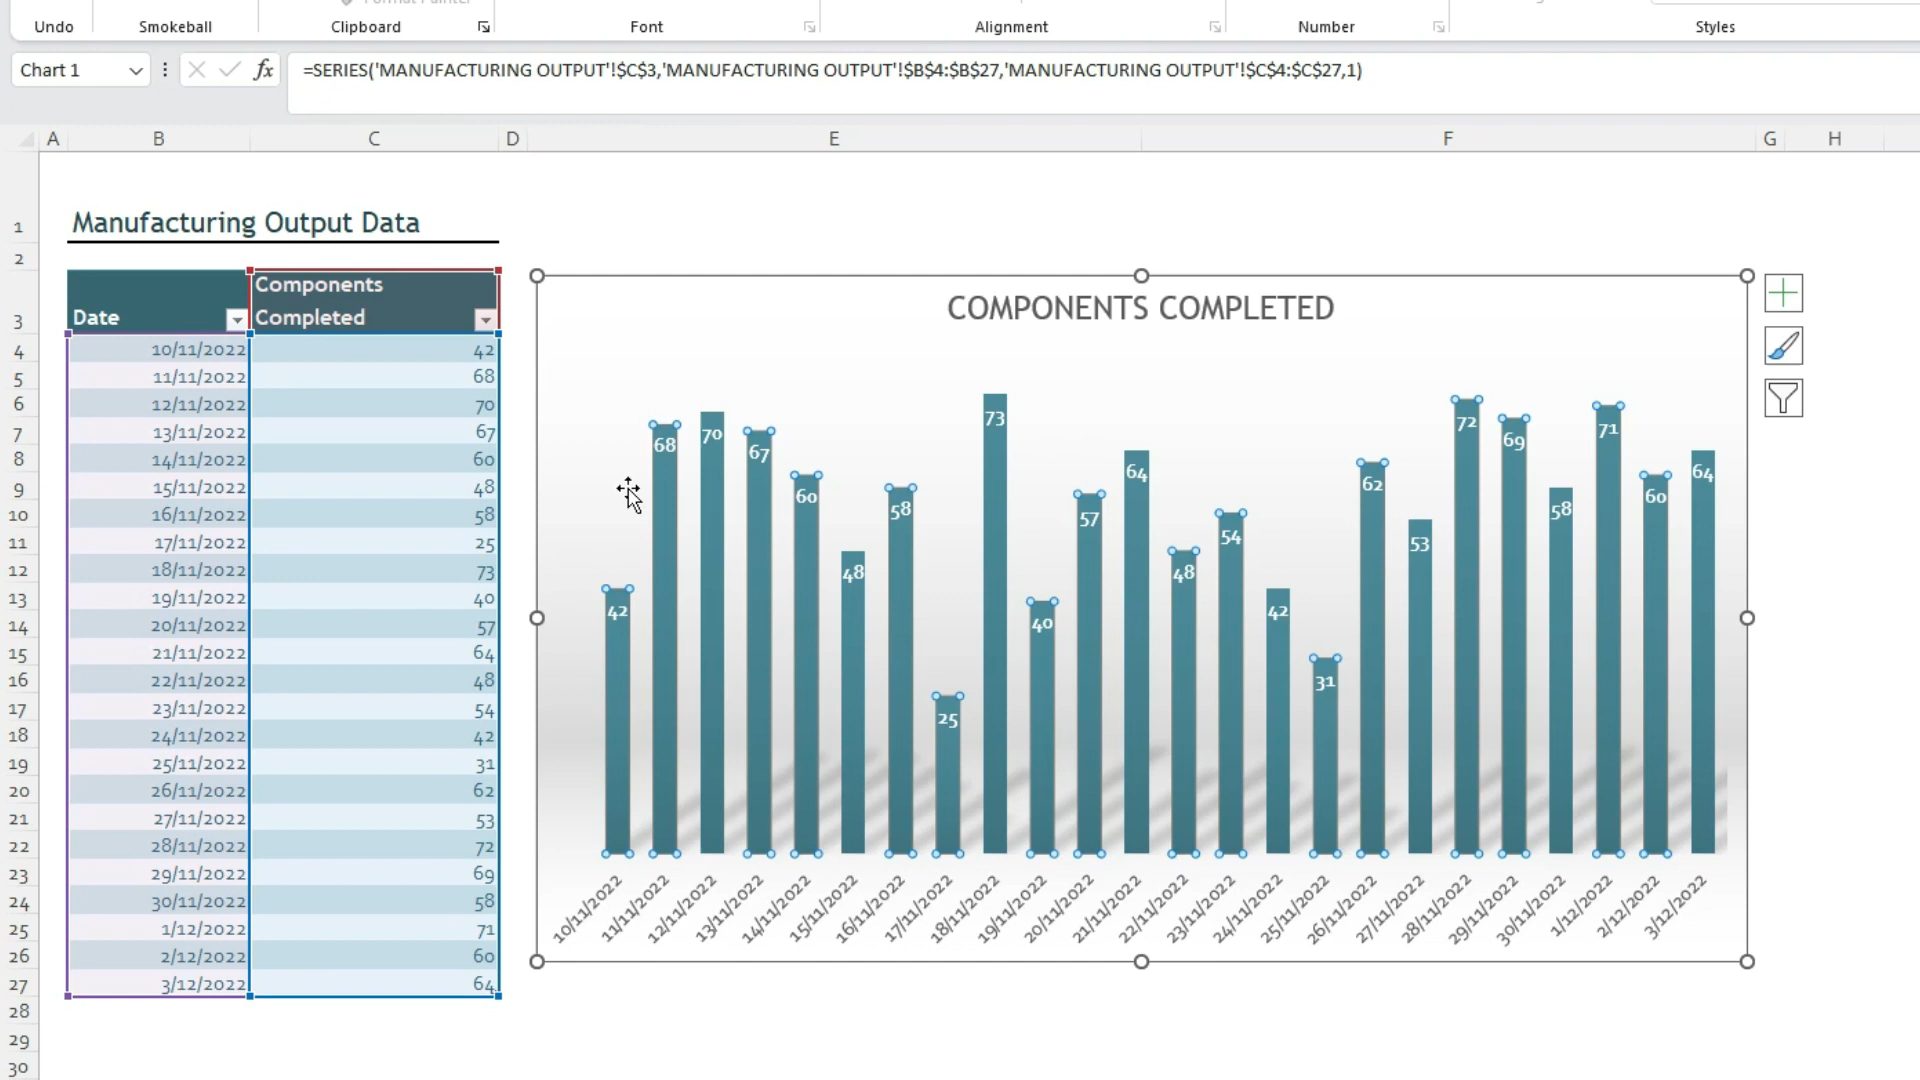 Format Painter
Undo
Smokeball
Clipboard
Font
Alignment
Number
Styles
Chart 1
fx
=SERIES('MANUFACTURING OUTPUT'!$C$3,'MANUFACTURING OUTPUT'!$B$4:$B$27,'MANUFACTURING OUTPUT'!$C$4:$C$27,1)
A B C D E F G H
1 Manufacturing Output Data
2
Components
3 Date Completed
4 10/11/2022 42
5 11/11/2022 68
6 12/11/2022 70
7 13/11/2022 67
8 14/11/2022 60
9 15/11/2022 48
10 16/11/2022 58
11 17/11/2022 25
12 18/11/2022 73
13 19/11/2022 40
14 20/11/2022 57
15 21/11/2022 64
16 22/11/2022 48
17 23/11/2022 54
18 24/11/2022 42
19 25/11/2022 31
20 26/11/2022 62
21 27/11/2022 53
22 28/11/2022 72
23 29/11/2022 69
24 30/11/2022 58
25 1/12/2022 71
26 2/12/2022 60
27 3/12/2022 64
28
29
30
COMPONENTS COMPLETED
42 68 70 67 60 48 58 25 73 40 57 64 48 54 42 31 62 53 72 69 58 71 60 64
10/11/2022 11/11/2022 12/11/2022 13/11/2022 14/11/2022 15/11/2022 16/11/2022 17/11/2022 18/11/2022 19/11/2022 20/11/2022 21/11/2022 22/11/2022 23/11/2022 24/11/2022 25/11/2022 26/11/2022 27/11/2022 28/11/2022 29/11/2022 30/11/2022 1/12/2022 2/12/2022 3/12/2022